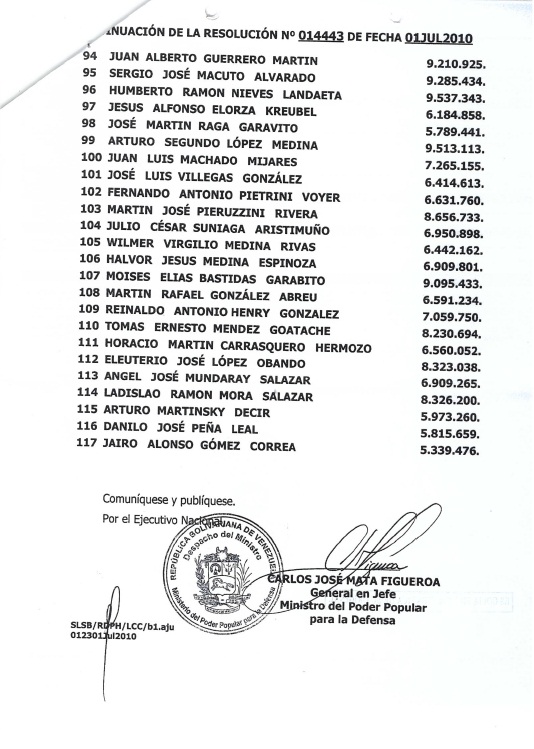 INUACIÓN DE LA RESOLUCIÓN Nº 014443 DE FECHA 01JUL2010
94 JUAN ALBERTO GUERRERO MARTIN 9.210.925.
95 SERGIO JOSÉ MACUTO ALVARADO 9.285.434.
96 HUMBERTO RAMON NIEVES LANDAETA 9.537.343.
97 JESUS ALFONSO ELORZA KREUBEL 6.184.858.
98 JOSÉ MARTIN RAGA GARAVITO 5.789.441.
99 ARTURO SEGUNDO LÓPEZ MEDINA 9.513.113.
100 JUAN LUIS MACHADO MIJARES 7.265.155.
101 JOSÉ LUIS VILLEGAS GONZÁLEZ 6.414.613.
102 FERNANDO ANTONIO PIETRINI VOYER 6.631.760.
103 MARTIN JOSÉ PIERUZZINI RIVERA 8.656.733.
104 JULIO CÉSAR SUNIAGA ARISTIMUÑO 6.950.898.
105 WILMER VIRGILIO MEDINA RIVAS 6.442.162.
106 HALVOR JESUS MEDINA ESPINOZA 6.909.801.
107 MOISES ELIAS BASTIDAS GARABITO 9.095.433.
108 MARTIN RAFAEL GONZÁLEZ ABREU 6.591.234.
109 REINALDO ANTONIO HENRY GONZALEZ 7.059.750.
110 TOMAS ERNESTO MENDEZ GOATACHE 8.230.694.
111 HORACIO MARTIN CARRASQUERO HERMOZO 6.560.052.
112 ELEUTERIO JOSÉ LÓPEZ OBANDO 8.323.038.
113 ANGEL JOSÉ MUNDARAY SALAZAR 6.909.265.
114 LADISLAO RAMON MORA SALAZAR 8.326.200.
115 ARTURO MARTINSKY DECIR 5.973.260.
116 DANILO JOSÉ PEÑA LEAL 5.815.659.
117 JAIRO ALONSO GÓMEZ CORREA 5.339.476.
Comuníquese y publíquese.
Por el Ejecutivo Nacional,
REPÚBLICA BOLIVARIANA DE VENEZUELA
Despacho del Ministro
Ministerio del Poder Popular para la Defensa
CARLOS JOSÉ MATA FIGUEROA
General en Jefe
Ministro del Poder Popular
para la Defensa
SLSB/RDPH/LCC/b1.aju
012301Jul2010